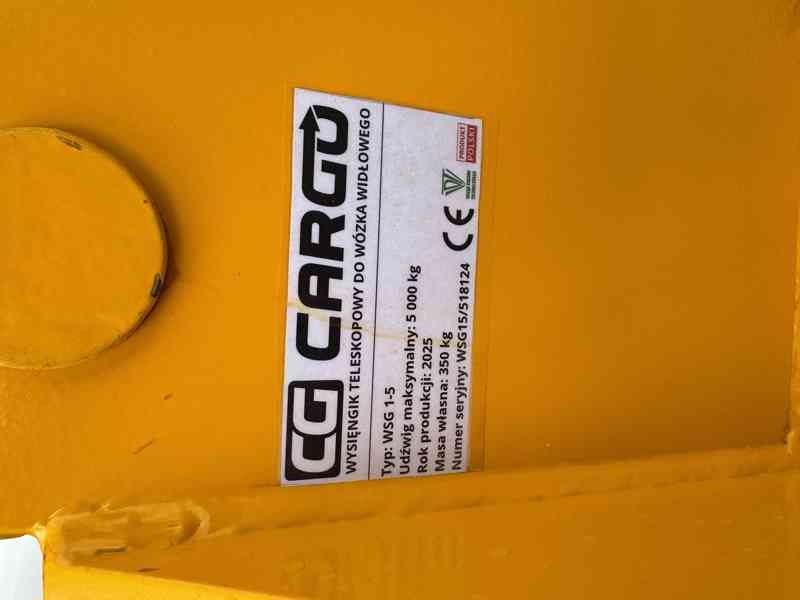 CG CARGO
WYSIĘNGIK TELESKOPOWY DO WÓZKA WIDŁOWEGO
Typ: WSG 1-5
Udźwig maksymalny: 5 000 kg
Rok produkcji: 2025
Masa własna: 350 kg
Numer seryjny: WSG15/518124
CE
PRODUKT
POLSKI